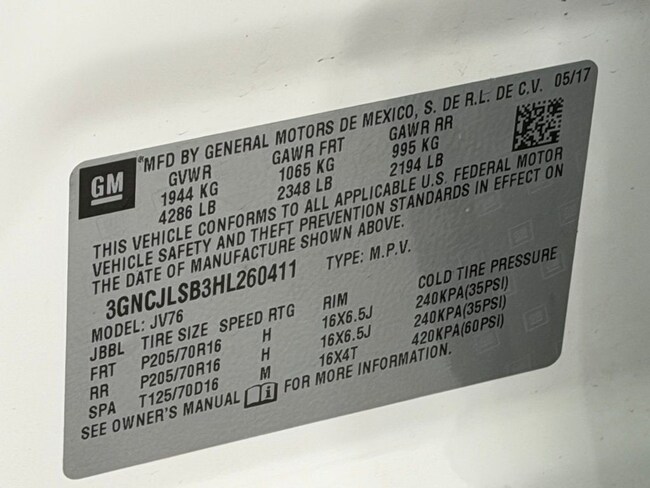 GM
MFD BY GENERAL MOTORS DE MEXICO, S. DE R.L. DE C.V. 05/17
GVWR GAWR FRT GAWR RR
1944 KG 1065 KG 995 KG
4286 LB 2348 LB 2194 LB
THIS VEHICLE CONFORMS TO ALL APPLICABLE U.S. FEDERAL MOTOR
VEHICLE SAFETY AND THEFT PREVENTION STANDARDS IN EFFECT ON
THE DATE OF MANUFACTURE SHOWN ABOVE.
3GNCJLSB3HL260411 TYPE: M.P.V.
MODEL: JV76
JBBL TIRE SIZE SPEED RTG RIM COLD TIRE PRESSURE
FRT P205/70R16 H 16X6.5J 240KPA(35PSI)
RR P205/70R16 H 16X6.5J 240KPA(35PSI)
SPA T125/70D16 M 16X4T 420KPA(60PSI)
SEE OWNER'S MANUAL i FOR MORE INFORMATION.